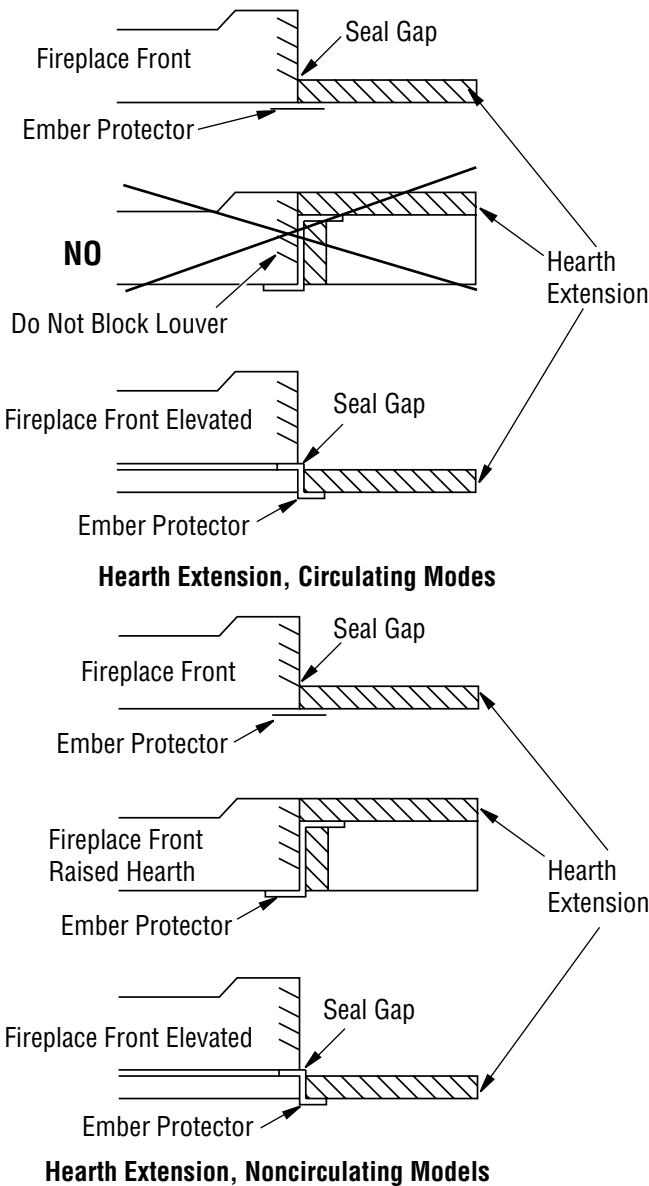 Seal Gap
Fireplace Front
Ember Protector
NO
Hearth
Extension
Do Not Block Louver
Seal Gap
Fireplace Front Elevated
Ember Protector
Hearth Extension, Circulating Modes
Seal Gap
Fireplace Front
Ember Protector
Fireplace Front
Raised Hearth
Hearth
Extension
Ember Protector
Seal Gap
Fireplace Front Elevated
Ember Protector
Hearth Extension, Noncirculating Models